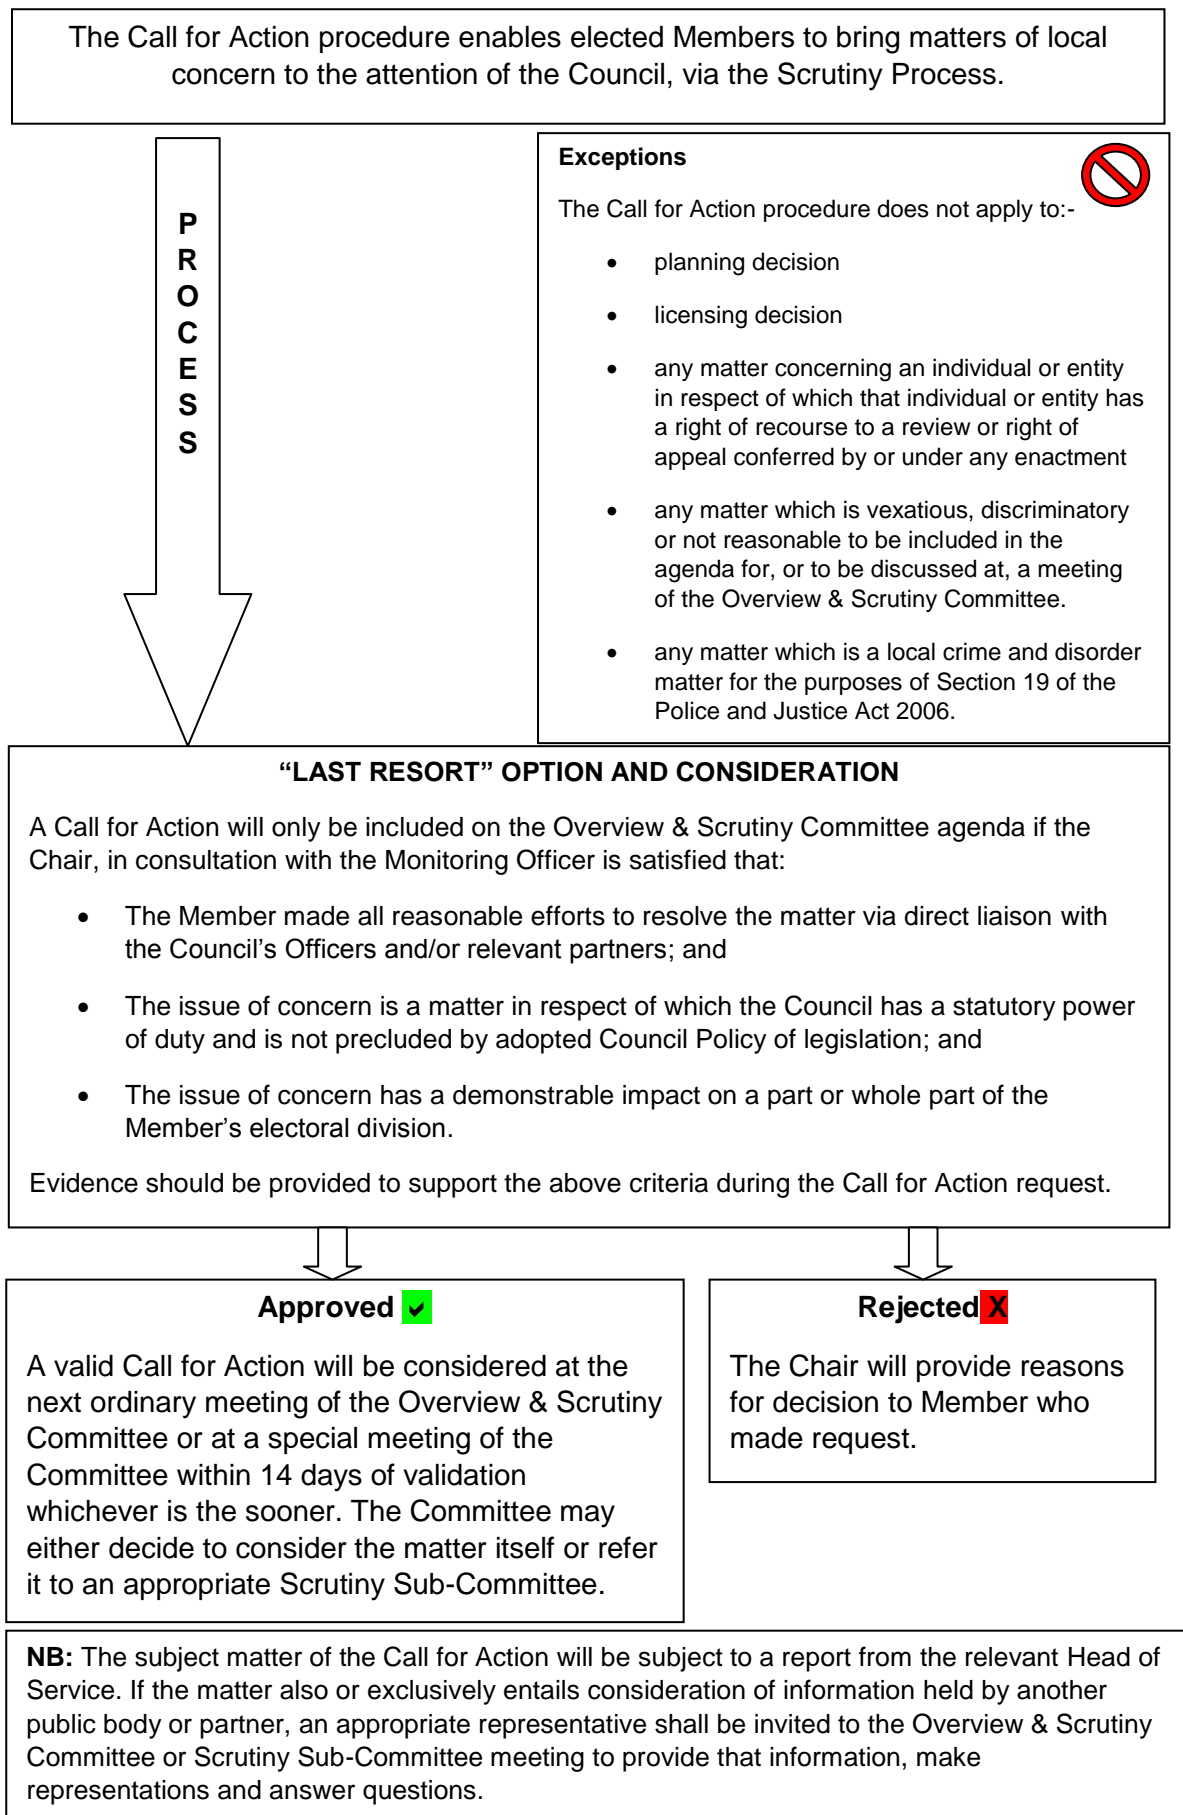 The Call for Action procedure enables elected Members to bring matters of local
concern to the attention of the Council, via the Scrutiny Process.
P
R
O
C
E
S
S
Exceptions
The Call for Action procedure does not apply to:-
• planning decision
• licensing decision
• any matter concerning an individual or entity
in respect of which that individual or entity has
a right of recourse to a review or right of
appeal conferred by or under any enactment
• any matter which is vexatious, discriminatory
or not reasonable to be included in the
agenda for, or to be discussed at, a meeting
of the Overview & Scrutiny Committee.
• any matter which is a local crime and disorder
matter for the purposes of Section 19 of the
Police and Justice Act 2006.
“LAST RESORT” OPTION AND CONSIDERATION
A Call for Action will only be included on the Overview & Scrutiny Committee agenda if the
Chair, in consultation with the Monitoring Officer is satisfied that:
• The Member made all reasonable efforts to resolve the matter via direct liaison with
the Council’s Officers and/or relevant partners; and
• The issue of concern is a matter in respect of which the Council has a statutory power
of duty and is not precluded by adopted Council Policy of legislation; and
• The issue of concern has a demonstrable impact on a part or whole part of the
Member’s electoral division.
Evidence should be provided to support the above criteria during the Call for Action request.
Approved ✓
A valid Call for Action will be considered at the
next ordinary meeting of the Overview & Scrutiny
Committee or at a special meeting of the
Committee within 14 days of validation
whichever is the sooner. The Committee may
either decide to consider the matter itself or refer
it to an appropriate Scrutiny Sub-Committee.
Rejected X
The Chair will provide reasons
for decision to Member who
made request.
NB: The subject matter of the Call for Action will be subject to a report from the relevant Head of
Service. If the matter also or exclusively entails consideration of information held by another
public body or partner, an appropriate representative shall be invited to the Overview & Scrutiny
Committee or Scrutiny Sub-Committee meeting to provide that information, make
representations and answer questions.